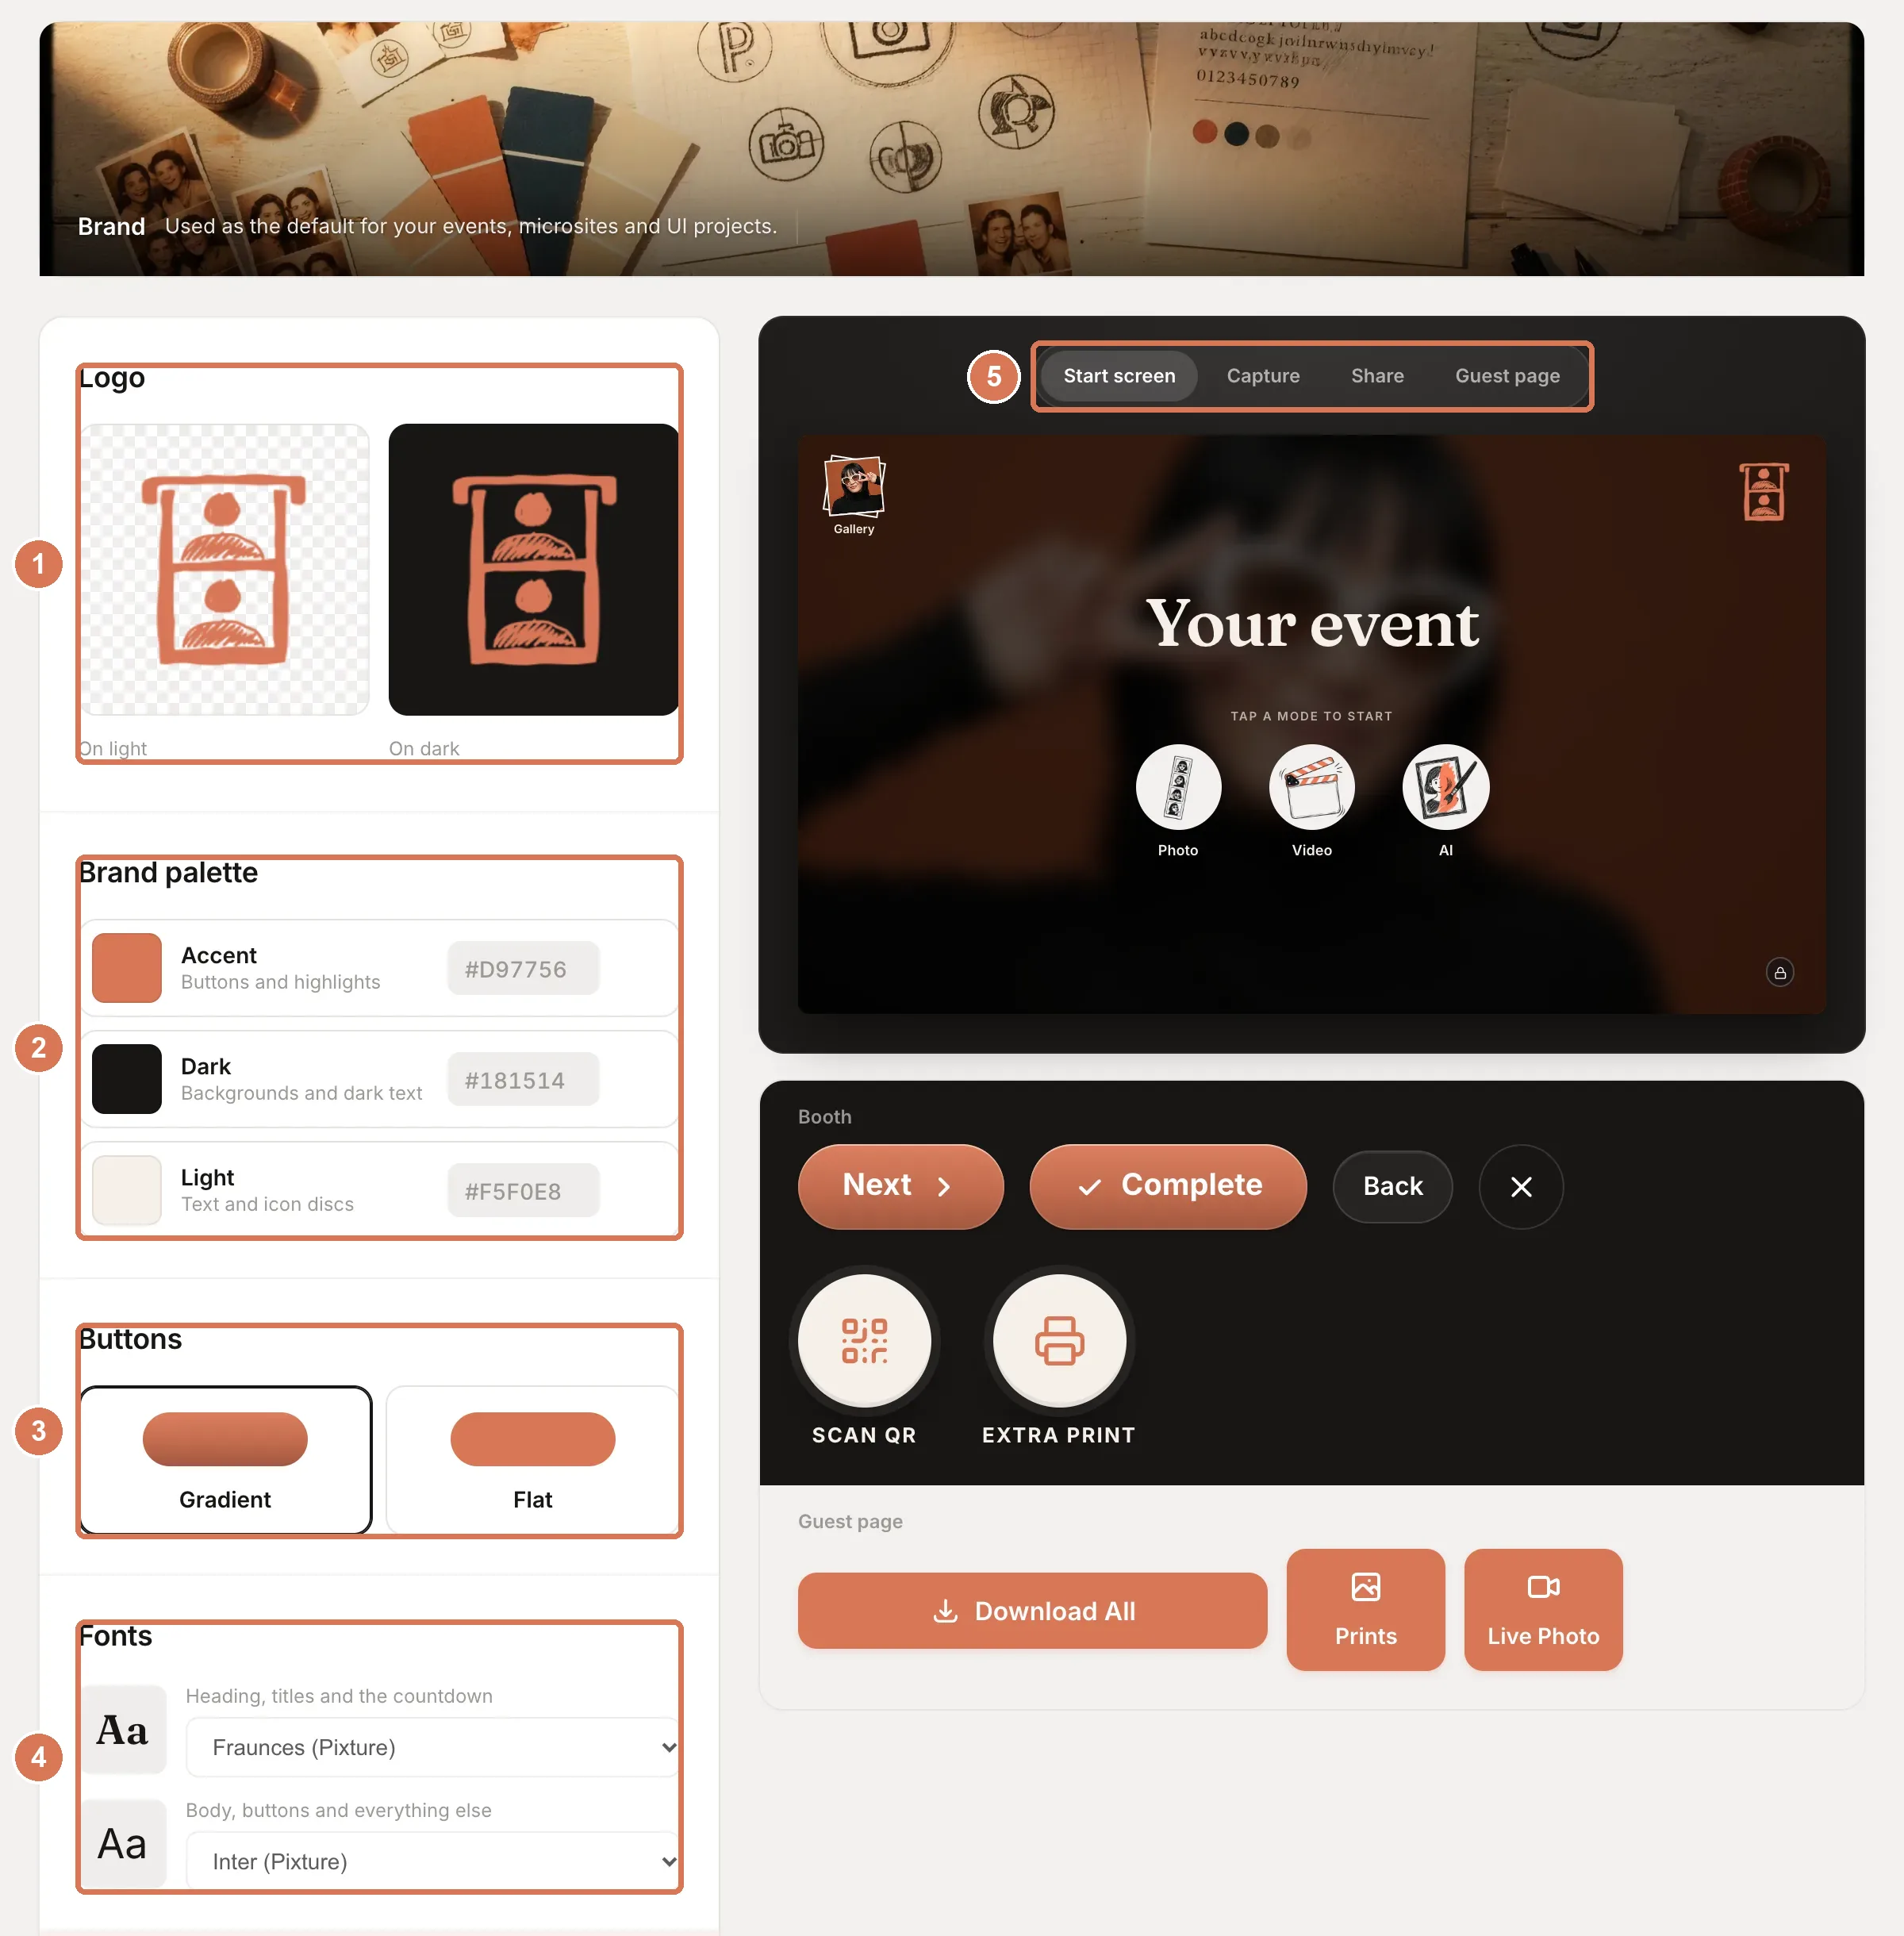 0123450789
Brand Used as the default for your events, microsites and UI projects.
Logo
On light
On dark
1
Brand palette
Accent
Buttons and highlights
#D97756
Dark
Backgrounds and dark text
#181514
Light
Text and icon discs
#F5F0E8
2
Buttons
Gradient
Flat
3
Fonts
Aa
Heading, titles and the countdown
Fraunces (Pixture)
Aa
Body, buttons and everything else
Inter (Pixture)
4
5
Start screen
Capture
Share
Guest page
Gallery
Your event
TAP A MODE TO START
Photo
Video
AI
Booth
Next
Complete
Back
SCAN QR
EXTRA PRINT
Guest page
Download All
Prints
Live Photo